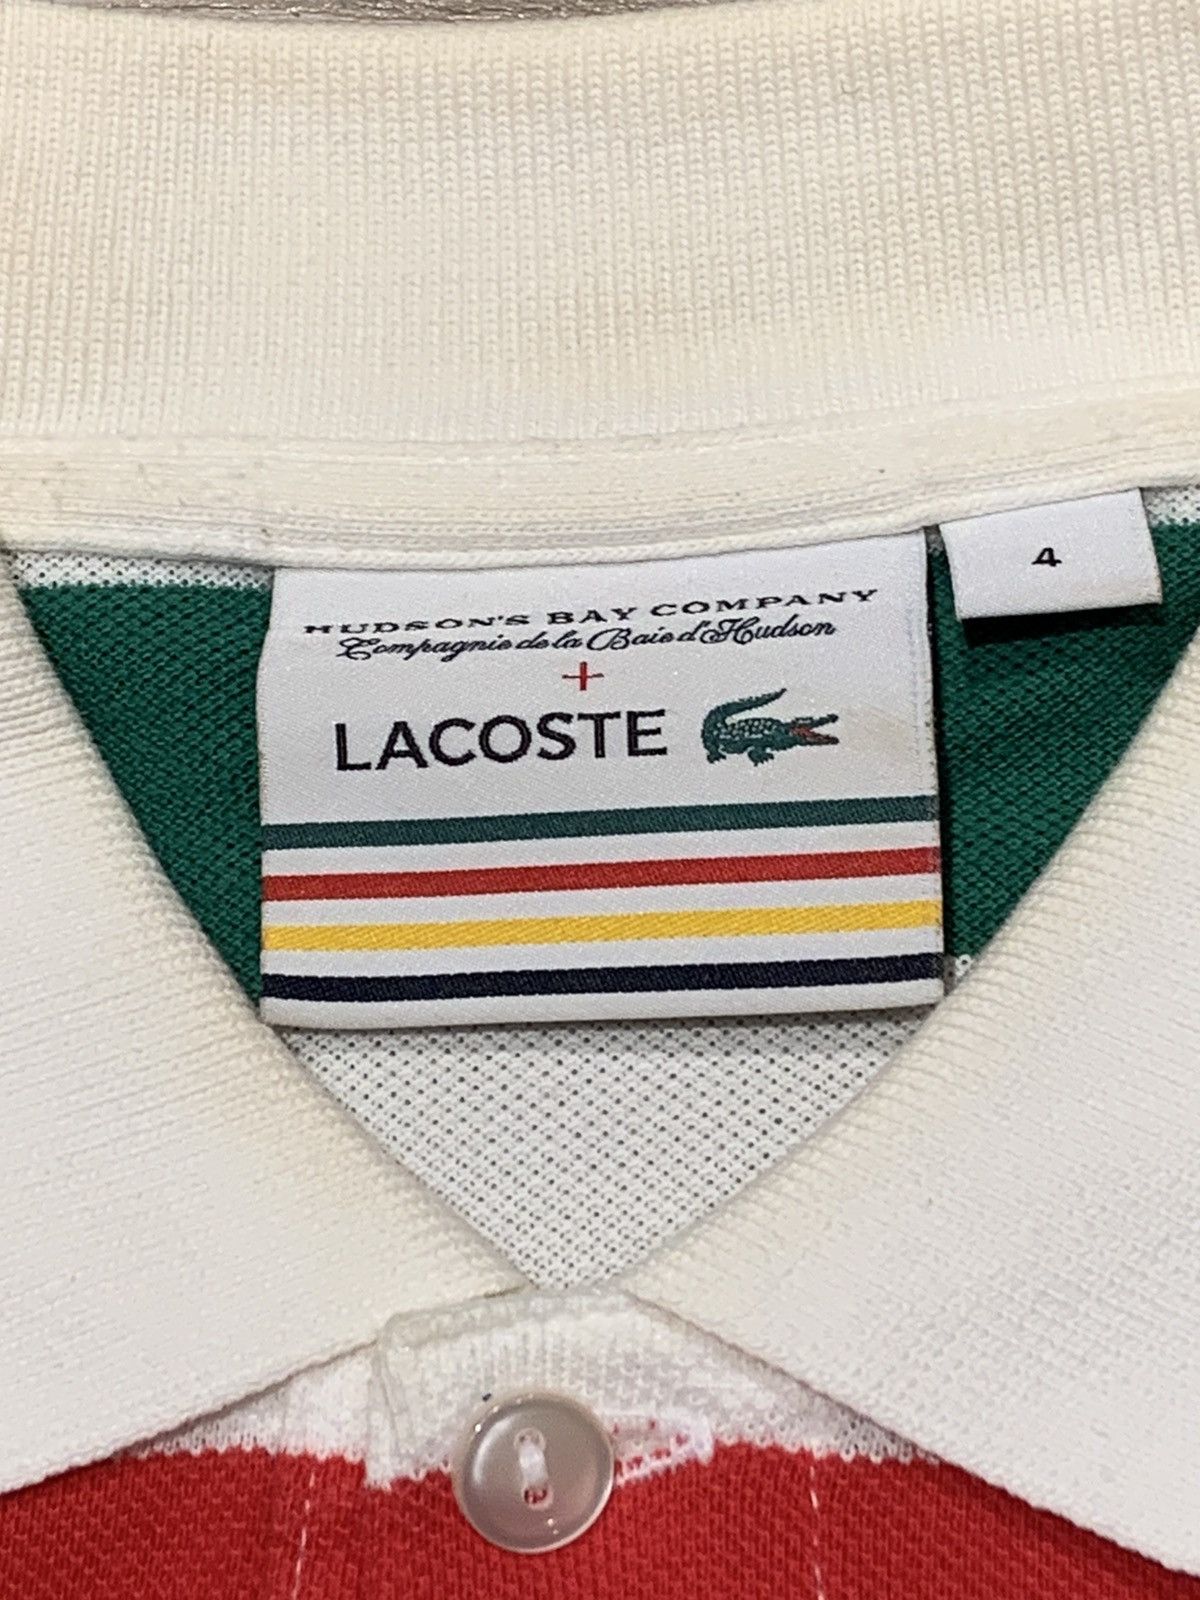 HUDSON'S BAY COMPANY
Compagnie de la Baie d'Hudson
+
LACOSTE
4